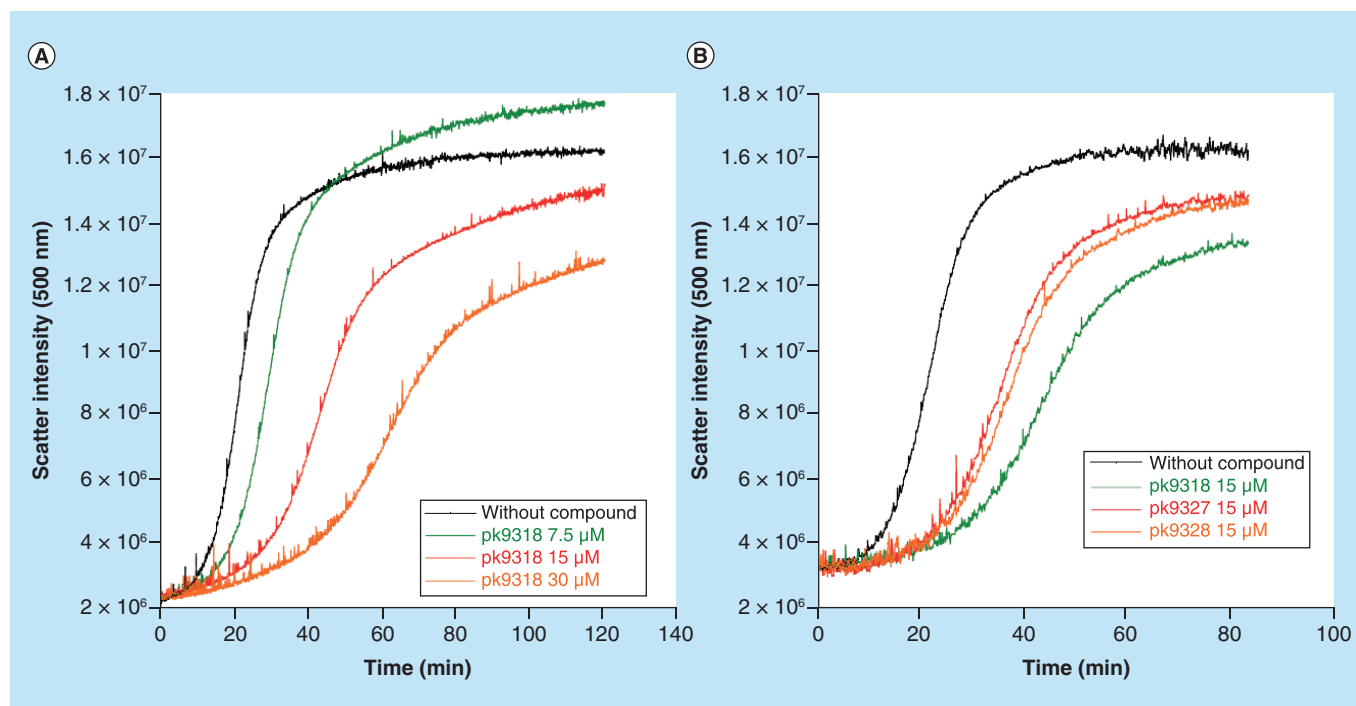 A
1.8 × 10⁷
1.6 × 10⁷
1.4 × 10⁷
1.2 × 10⁷
1 × 10⁷
8 × 10⁶
6 × 10⁶
4 × 10⁶
2 × 10⁶
Scatter intensity (500 nm)
Without compound
pk9318 7.5 µM
pk9318 15 µM
pk9318 30 µM
0 20 40 60 80 100 120 140
Time (min)
B
1.8 × 10⁷
1.6 × 10⁷
1.4 × 10⁷
1.2 × 10⁷
1 × 10⁷
8 × 10⁶
6 × 10⁶
4 × 10⁶
2 × 10⁶
Scatter intensity (500 nm)
Without compound
pk9318 15 µM
pk9327 15 µM
pk9328 15 µM
0 20 40 60 80 100
Time (min)